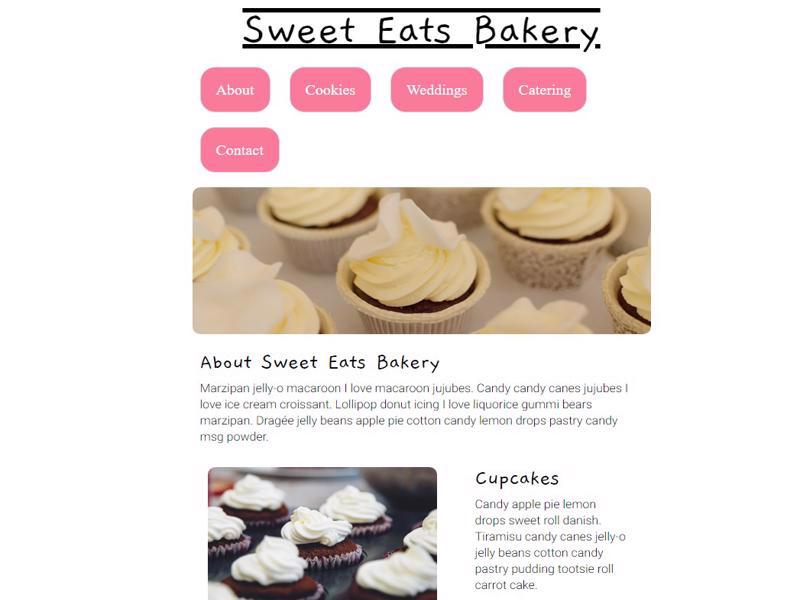 Sweet Eats Bakery
About Cookies Weddings Catering
Contact
About Sweet Eats Bakery
Marzipan jelly-o macaroon I love macaroon jujubes. Candy candy canes jujubes I
love ice cream croissant. Lollipop donut icing I love liquorice gummi bears
marzipan. Dragée jelly beans apple pie cotton candy lemon drops pastry candy
msg powder.
Cupcakes
Candy apple pie lemon
drops sweet roll danish.
Tiramisu candy canes jelly-o
jelly beans cotton candy
pastry pudding tootsie roll
carrot cake.